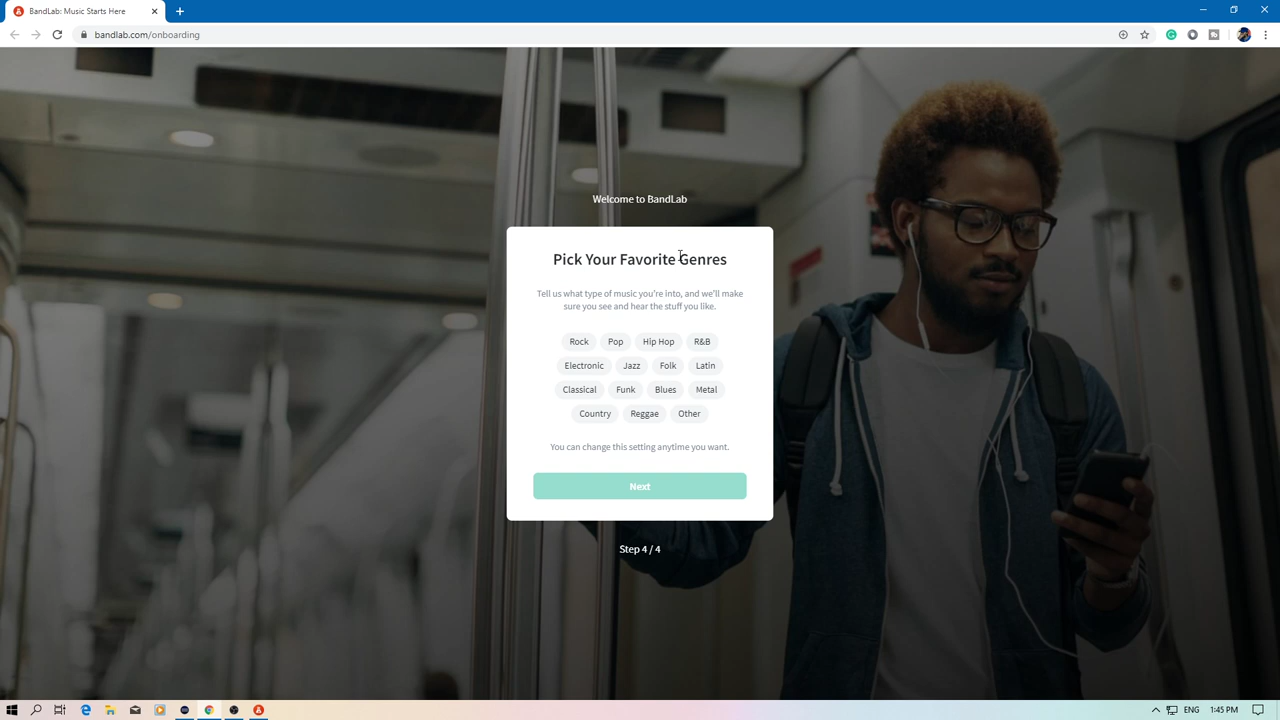 BandLab: Music Starts Here
bandlab.com/onboarding
Welcome to BandLab
Pick Your Favorite Genres
Tell us what type of music you're into, and we'll make
sure you see and hear the stuff you like.
Rock Pop Hip Hop R&B
Electronic Jazz Folk Latin
Classical Funk Blues Metal
Country Reggae Other
You can change this setting anytime you want.
Next
Step 4 / 4
ENG 1:45 PM